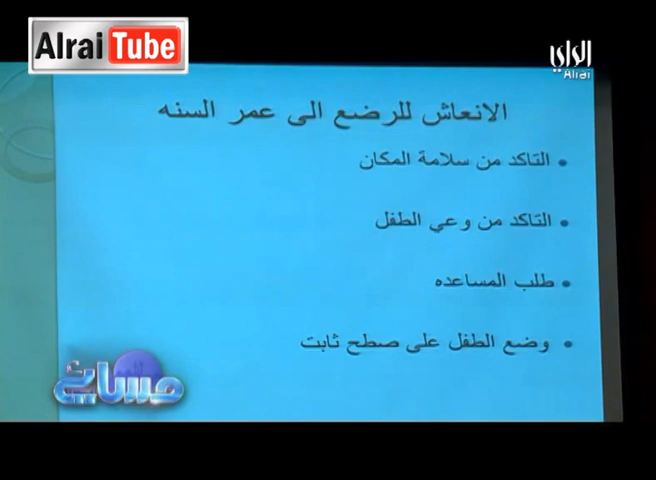 Alrai Tube
الراي
Alrai
الانعاش للرضع الى عمر السنه
• التاكد من سلامة المكان
• التاكد من وعي الطفل
• طلب المساعده
• وضع الطفل على صطح ثابت
مسائي